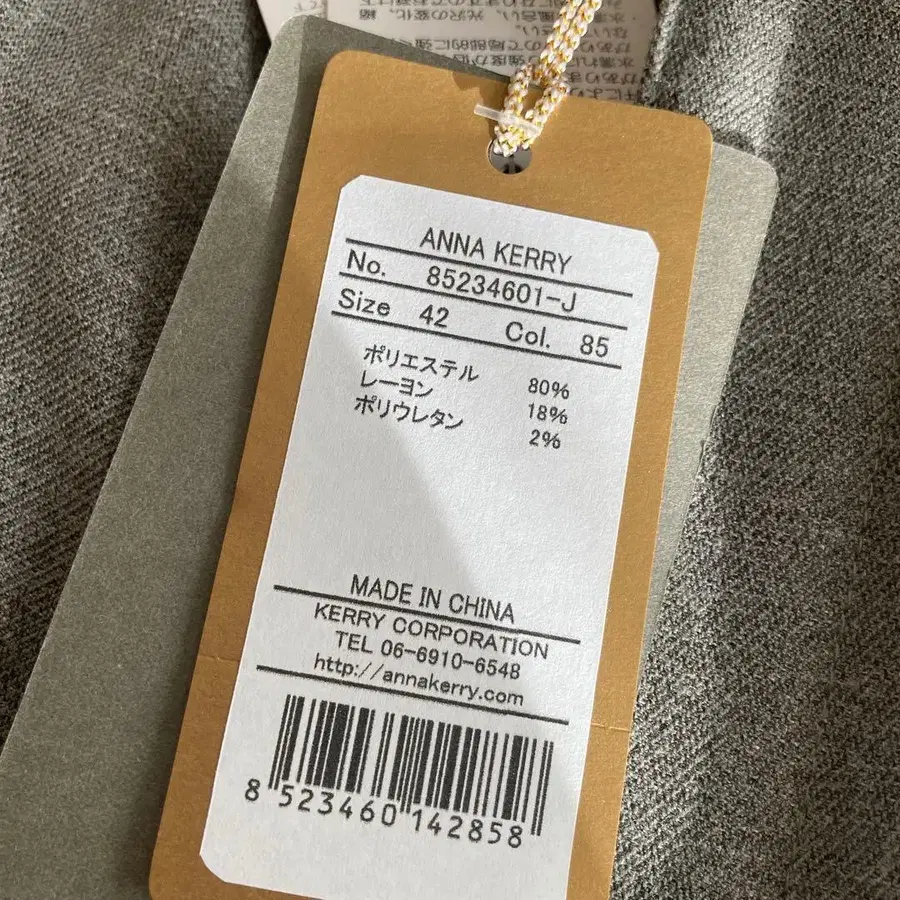 ANNA KERRY
No. 85234601-J
Size 42 Col. 85
ポリエステル 80%
レーヨン 18%
ポリウレタン 2%
MADE IN CHINA
KERRY CORPORATION
TEL 06-6910-6548
http://annakerry.com
8 523460 142858